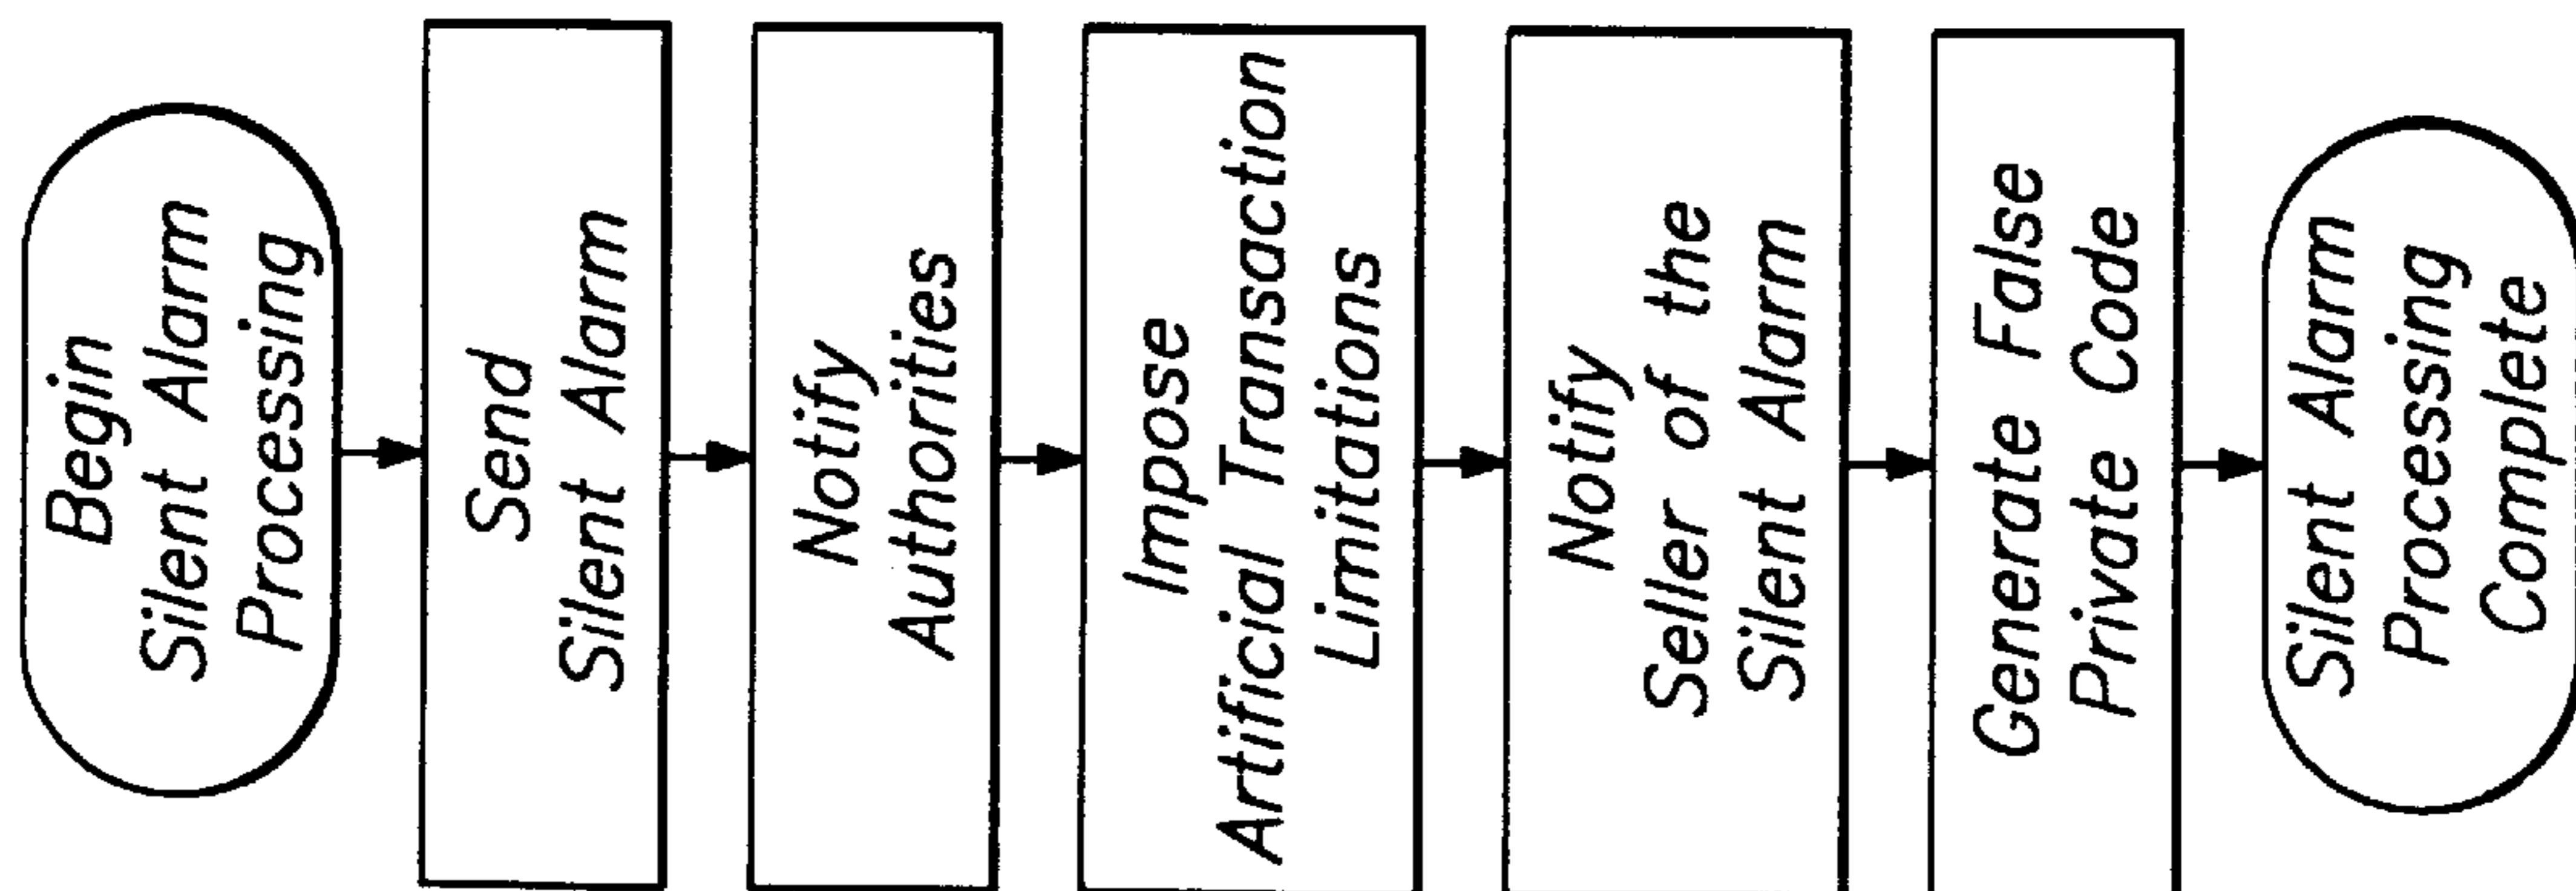 Begin
Silent Alarm
Processing
Send
Silent Alarm
Notify
Authorities
Impose
Artificial Transaction
Limitations
Notify
Seller of the
Silent Alarm
Generate False
Private Code
Silent Alarm
Processing
Complete